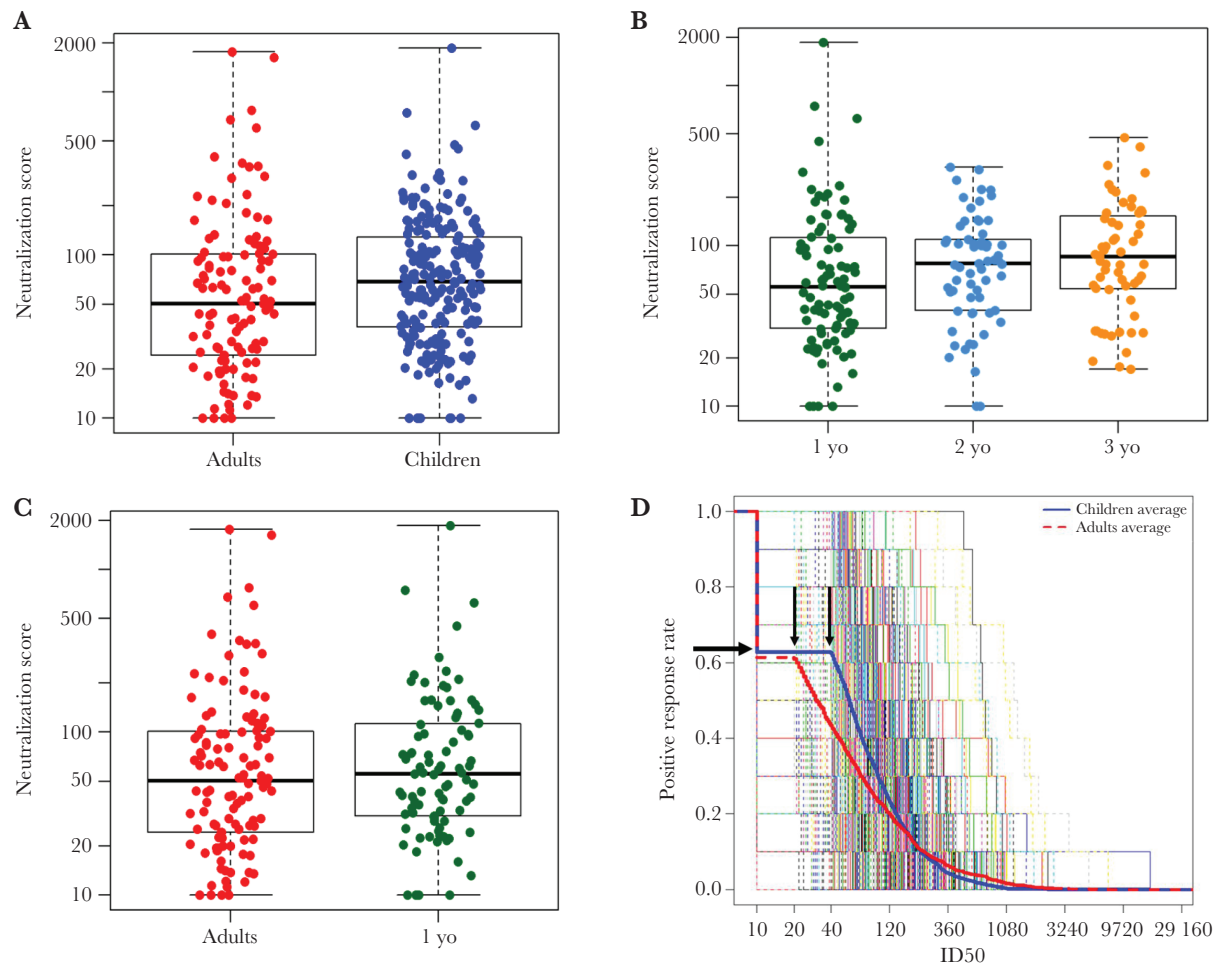 A
Neutralization score
2000
500
100
50
20
10
Adults
Children
B
Neutralization score
2000
500
100
50
20
10
1 yo
2 yo
3 yo
C
Neutralization score
2000
500
100
50
20
10
Adults
1 yo
D
Positive response rate
1.0
0.8
0.6
0.4
0.2
0.0
Children average
Adults average
10 20 40 120 360 1080 3240 9720 29 160
ID50